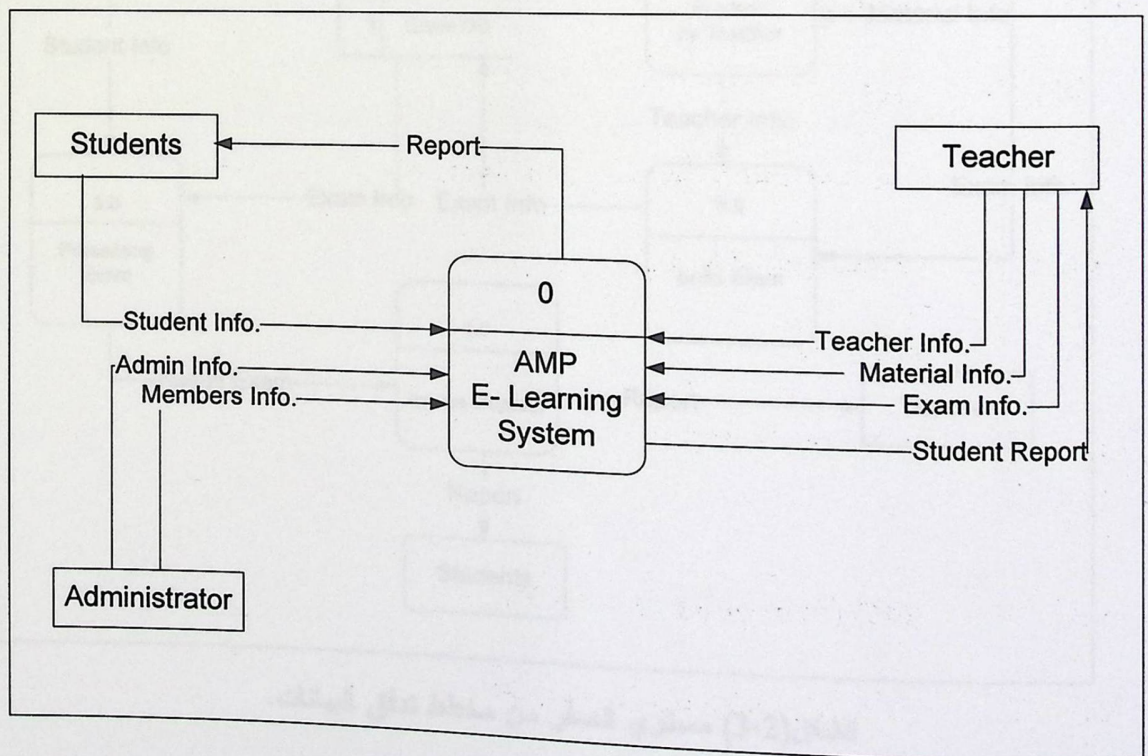 Students
Report
Teacher
0
AMP
E- Learning
System
Student Info.
Admin Info.
Members Info.
Teacher Info.
Material Info.
Exam Info.
Student Report
Administrator